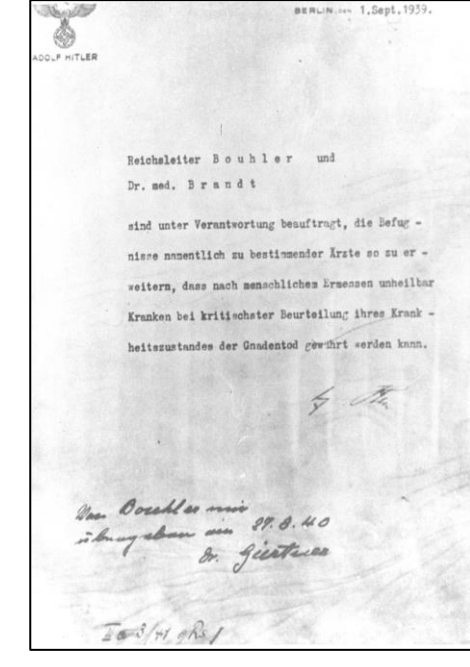 ADOLF HITLER
BERLIN, den 1.Sept.1939.
Reichsleiter B o u h l e r und
Dr. med. B r a n d t
sind unter Verantwortung beauftragt, die Befug -
nisse namentlich zu bestimmender Ärzte so zu er -
weitern, dass nach menschlichem Ermessen unheilbar
Kranken bei kritischster Beurteilung ihres Krank -
heitszustandes der Gnadentod gewährt werden kann.
Von Bouhler mir
übergeben am 27.8.40
Dr. Gürtner